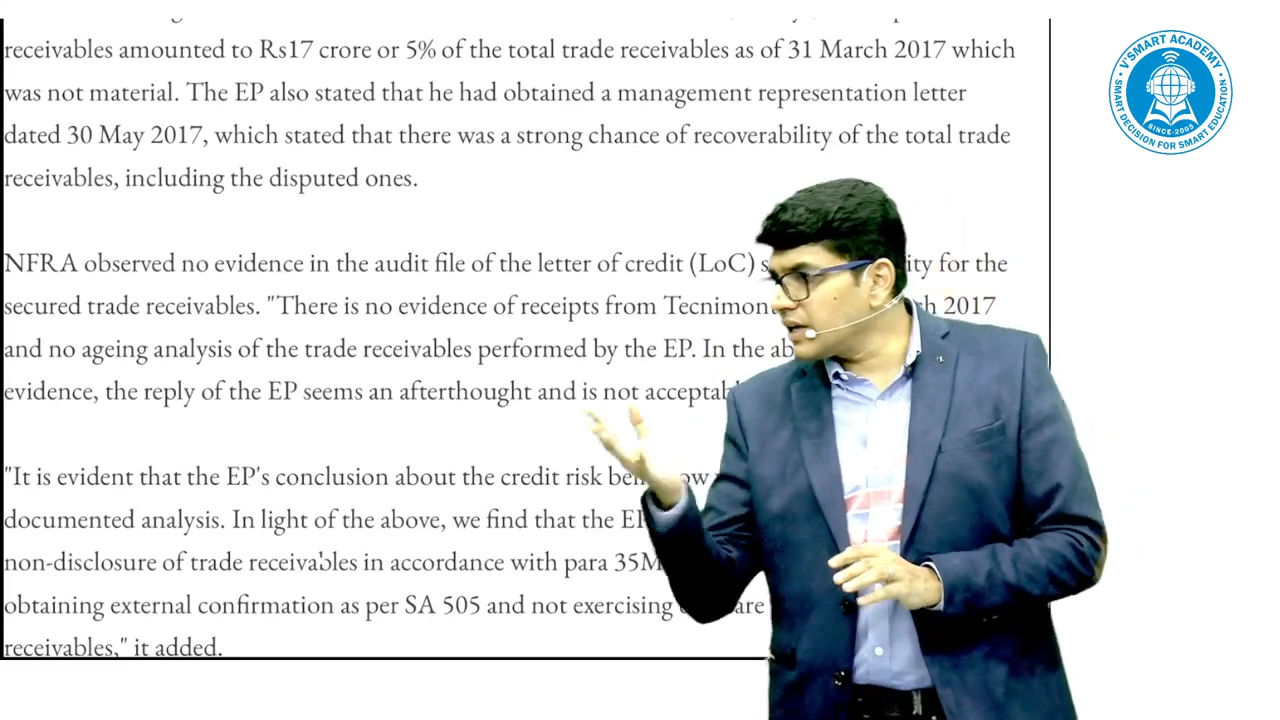 receivables amounted to Rs17 crore or 5% of the total trade receivables as of 31 March 2017 which
was not material. The EP also stated that he had obtained a management representation letter
dated 30 May 2017, which stated that there was a strong chance of recoverability of the total trade
receivables, including the disputed ones.
NFRA observed no evidence in the audit file of the letter of credit (LoC) for the
secured trade receivables. "There is no evidence of receipts from 2017
and no ageing analysis of the trade receivables performed by the EP. In the
evidence, the reply of the EP seems an afterthought and is not
"It is evident that the EP's conclusion about the credit risk
documented analysis. In light of the above, we find that the
non-disclosure of trade receivables in accordance with para
obtaining external confirmation as per SA 505 and not exercising
receivables," it added.
V'SMART ACADEMY
SINCE-2005
SMART DECISION FOR SMART EDUCATION